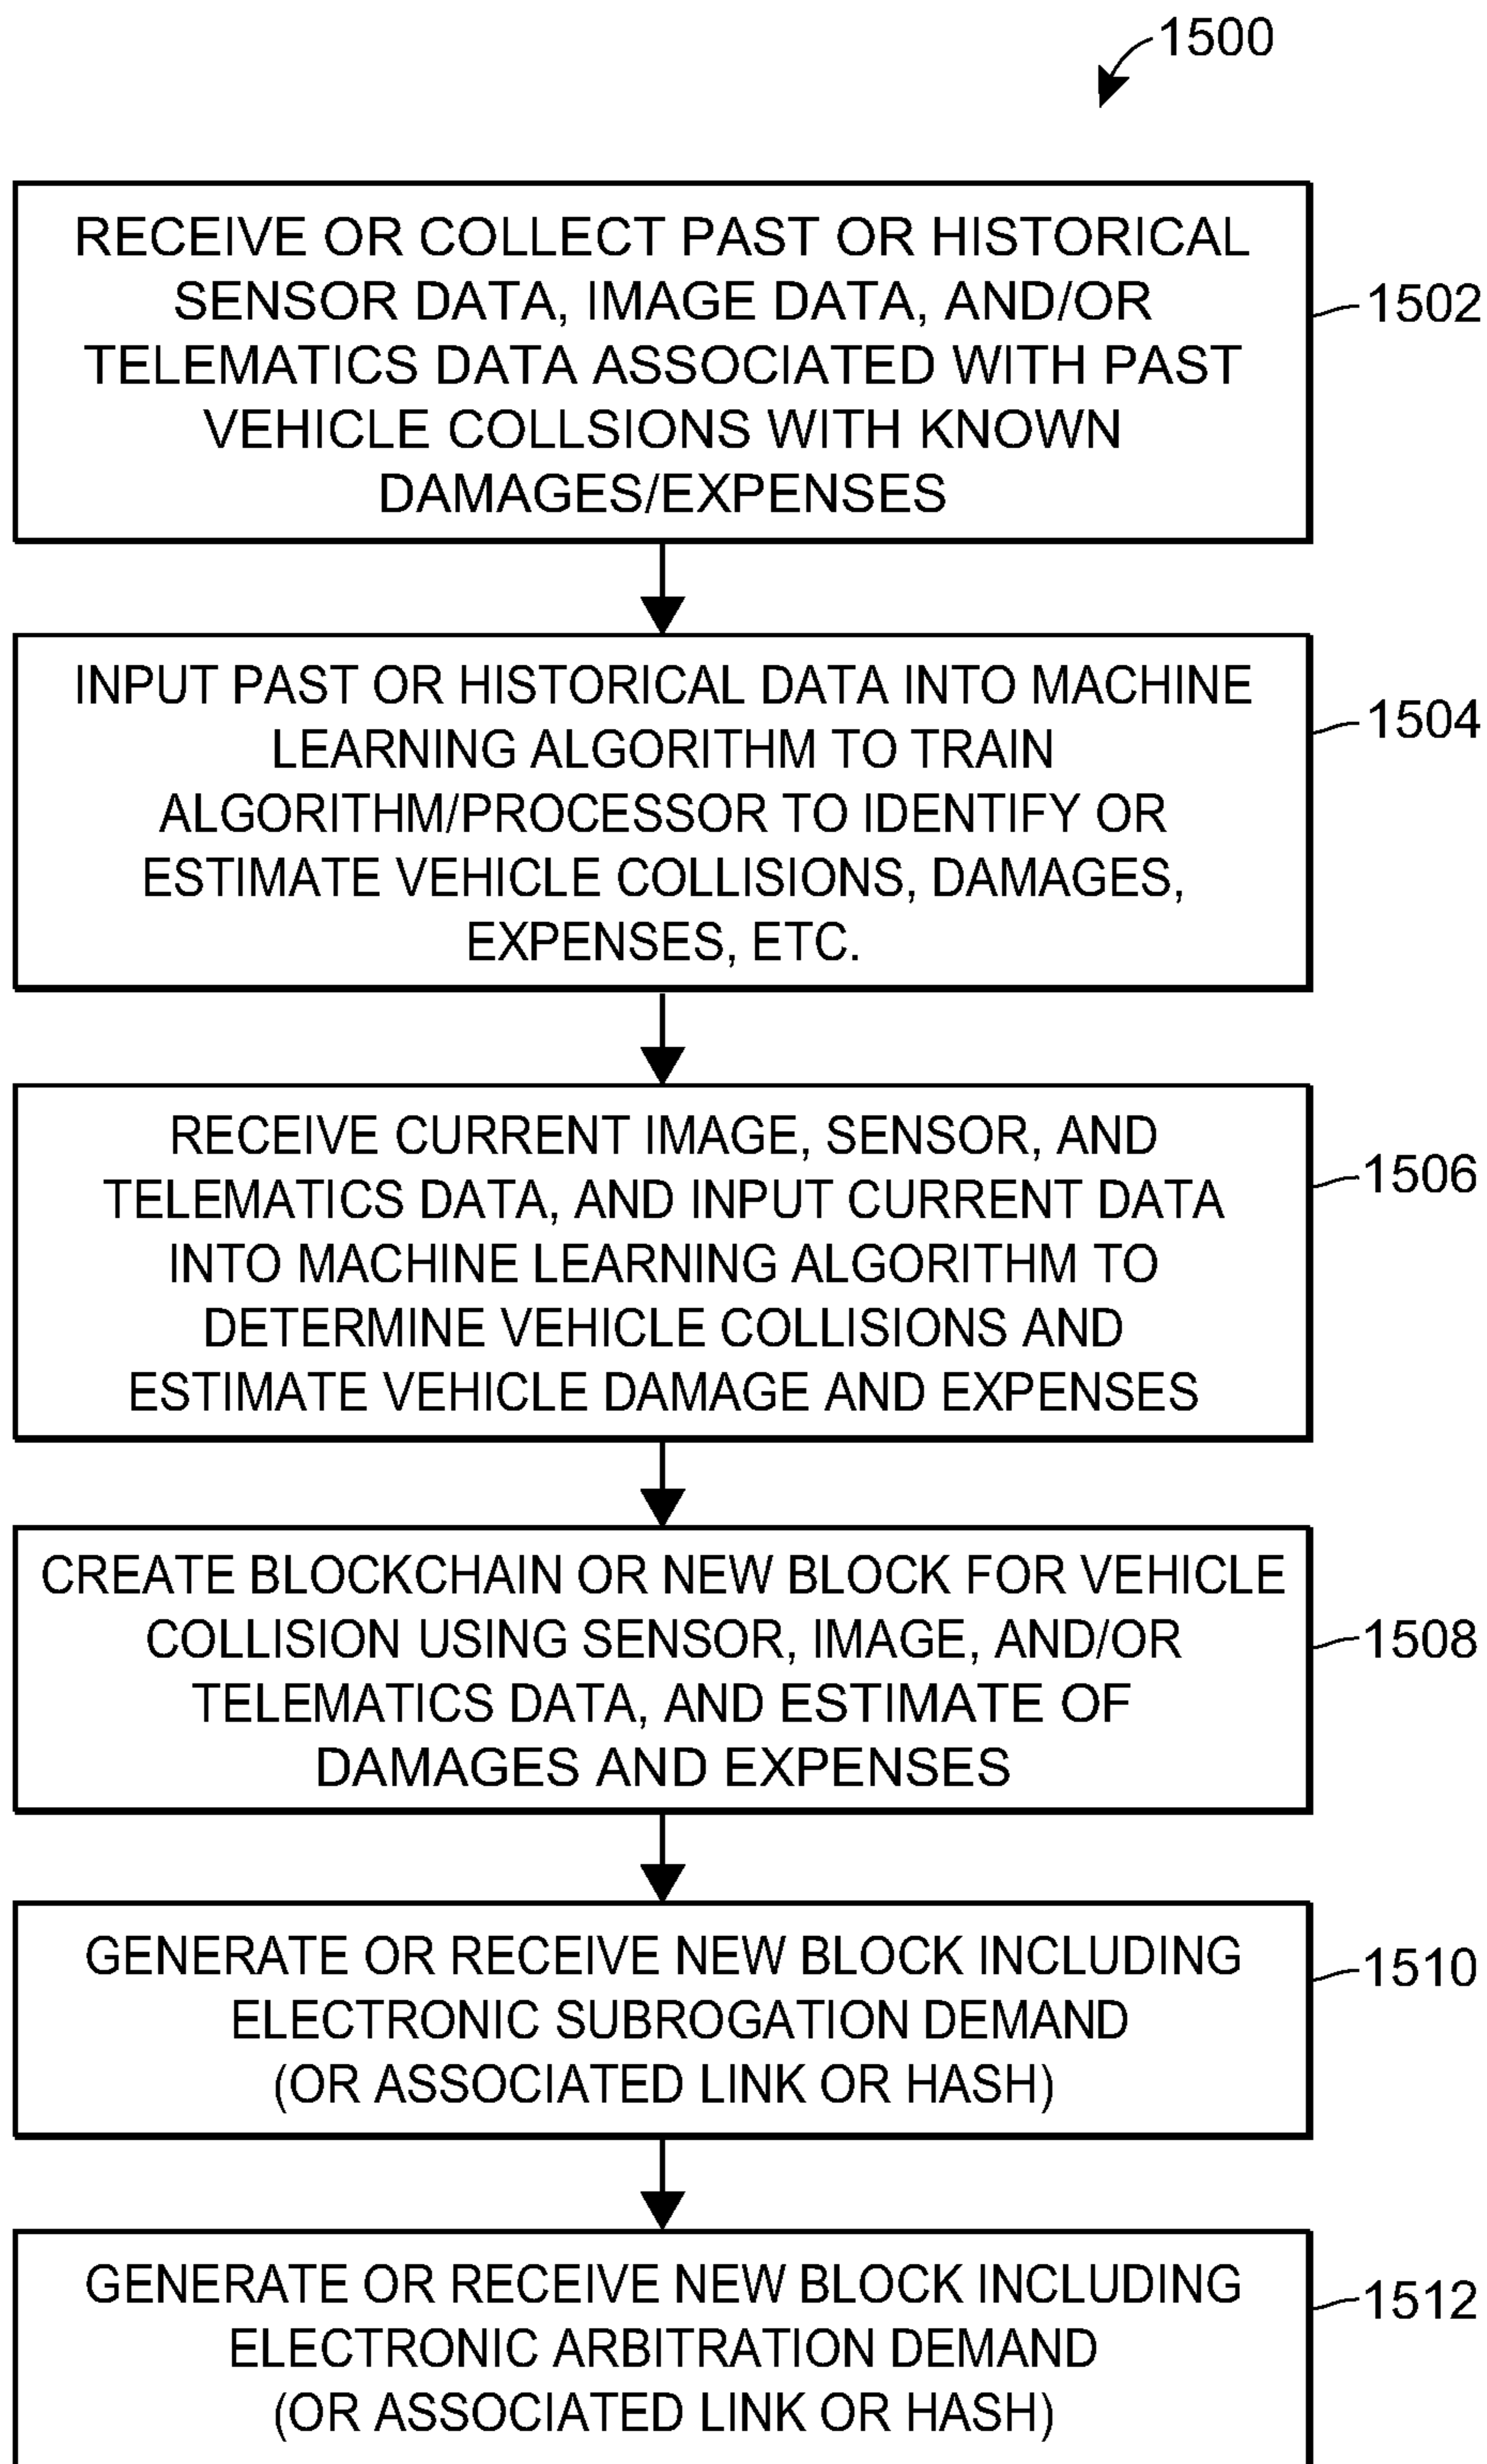 1500
RECEIVE OR COLLECT PAST OR HISTORICAL
SENSOR DATA, IMAGE DATA, AND/OR
TELEMATICS DATA ASSOCIATED WITH PAST
VEHICLE COLLSIONS WITH KNOWN
DAMAGES/EXPENSES
1502
INPUT PAST OR HISTORICAL DATA INTO MACHINE
LEARNING ALGORITHM TO TRAIN
ALGORITHM/PROCESSOR TO IDENTIFY OR
ESTIMATE VEHICLE COLLISIONS, DAMAGES,
EXPENSES, ETC.
1504
RECEIVE CURRENT IMAGE, SENSOR, AND
TELEMATICS DATA, AND INPUT CURRENT DATA
INTO MACHINE LEARNING ALGORITHM TO
DETERMINE VEHICLE COLLISIONS AND
ESTIMATE VEHICLE DAMAGE AND EXPENSES
1506
CREATE BLOCKCHAIN OR NEW BLOCK FOR VEHICLE
COLLISION USING SENSOR, IMAGE, AND/OR
TELEMATICS DATA, AND ESTIMATE OF
DAMAGES AND EXPENSES
1508
GENERATE OR RECEIVE NEW BLOCK INCLUDING
ELECTRONIC SUBROGATION DEMAND
(OR ASSOCIATED LINK OR HASH)
1510
GENERATE OR RECEIVE NEW BLOCK INCLUDING
ELECTRONIC ARBITRATION DEMAND
(OR ASSOCIATED LINK OR HASH)
1512